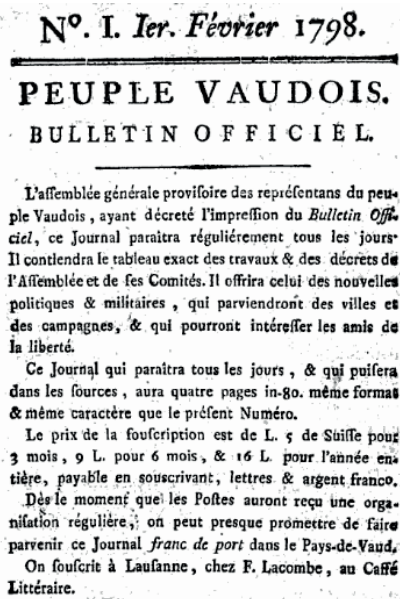 Nº. I. Ier. Février 1798.
PEUPLE VAUDOIS.
BULLETIN OFFICIEL.
L'assemblée générale provisoire des représentans du peu-
ple Vaudois, ayant décreté l'impression du Bulletin Offi-
ciel, ce Journal paraîtra réguliérement tous les jours.
Il contiendra le tableau exact des travaux & des décrets de
l'Assemblée et de ses Comités. Il offrira celui des nouvelles
politiques & militaires, qui parviendront des villes et
des campagnes, & qui pourront intéresser les amis de
la liberté.
Ce Journal qui paraîtra tous les jours, & qui puisera
dans les sources, aura quatre pages in-8o. même format
& même caractère que le présent Numéro.
Le prix de la souscription est de L. 5 de Suisse pour
3 mois, 9 L. pour 6 mois, & 16 L. pour l'année en-
tière, payable en souscrivant, lettres & argent franco.
Dès le moment que les Postes auront reçu une orga-
nisation régulière, on peut presque promettre de faire
parvenir ce Journal franc de port dans le Pays-de-Vaud.
On souscrit à Lausanne, chez F. Lacombe, au Caffé
Littéraire.